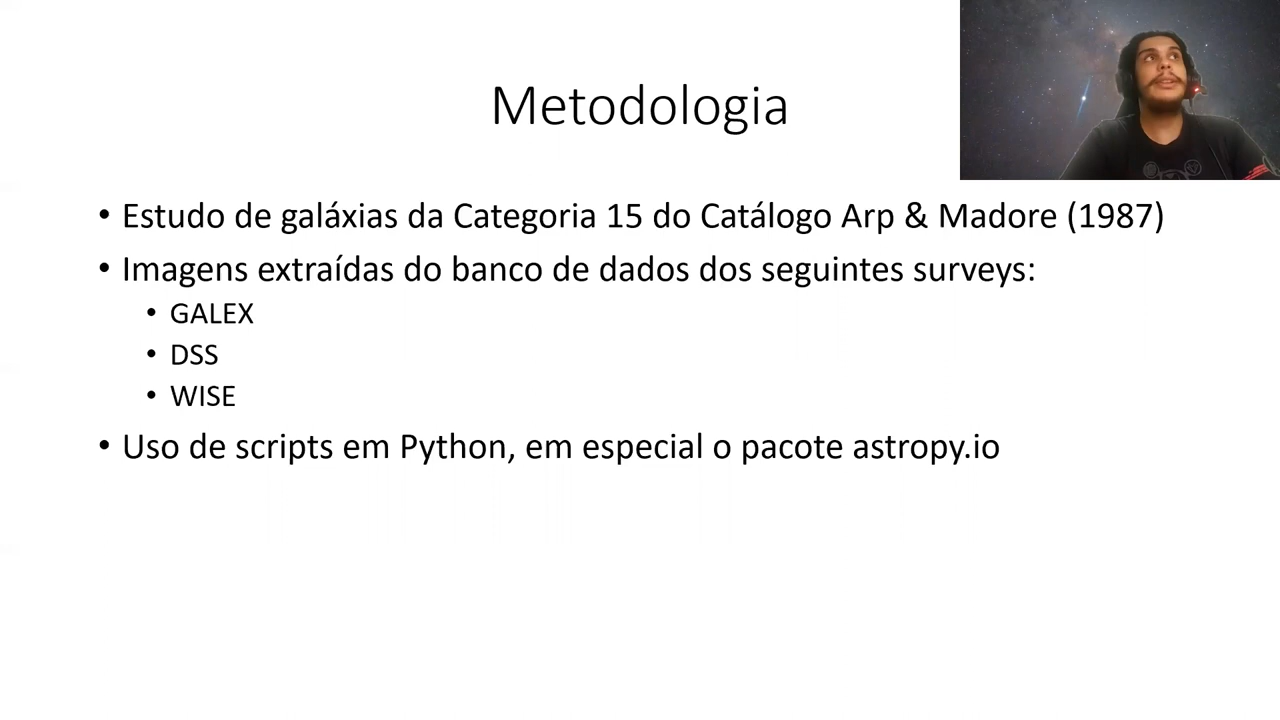 Metodologia
• Estudo de galáxias da Categoria 15 do Catálogo Arp & Madore (1987)
• Imagens extraídas do banco de dados dos seguintes surveys:
• GALEX
• DSS
• WISE
• Uso de scripts em Python, em especial o pacote astropy.io